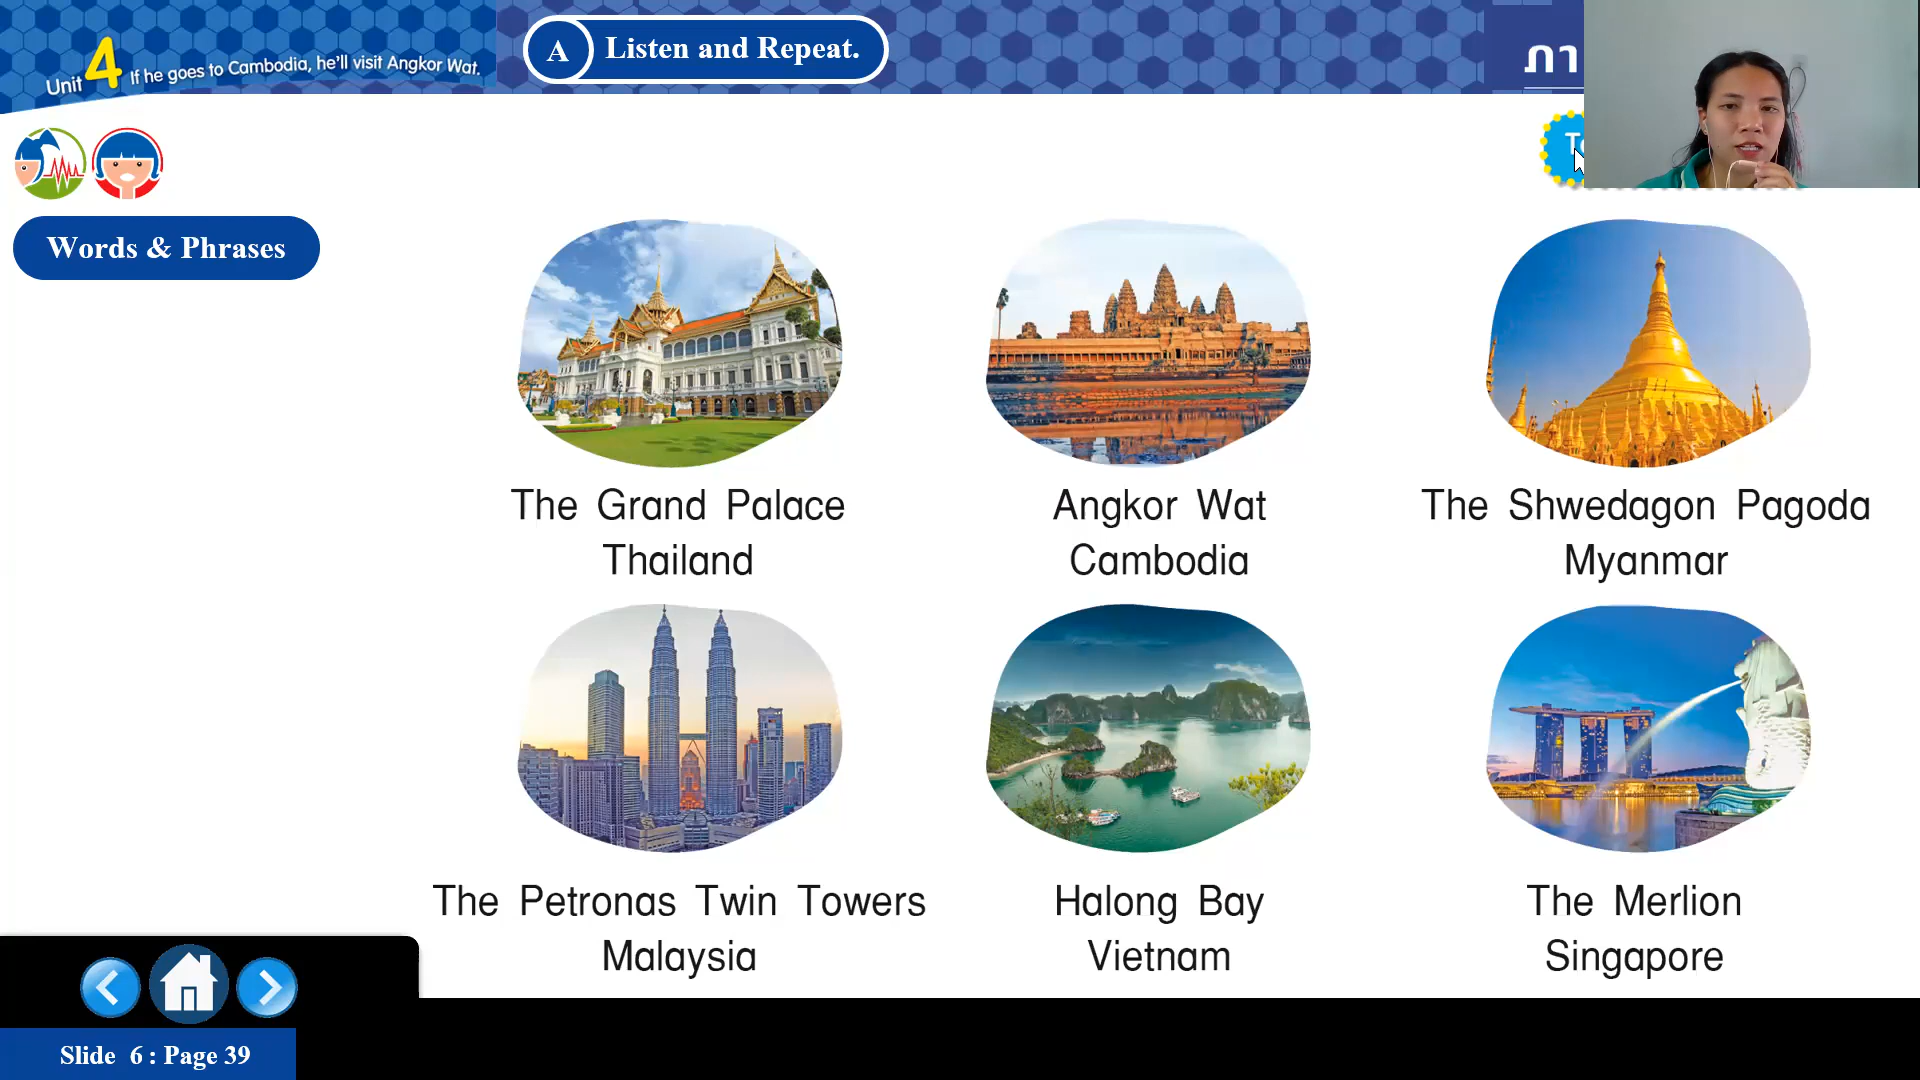 Unit 4 If he goes to Cambodia, he'll visit Angkor Wat.
A Listen and Repeat.
ภา
Words & Phrases
The Grand Palace
Thailand
Angkor Wat
Cambodia
The Shwedagon Pagoda
Myanmar
The Petronas Twin Towers
Malaysia
Halong Bay
Vietnam
The Merlion
Singapore
Slide 6 : Page 39